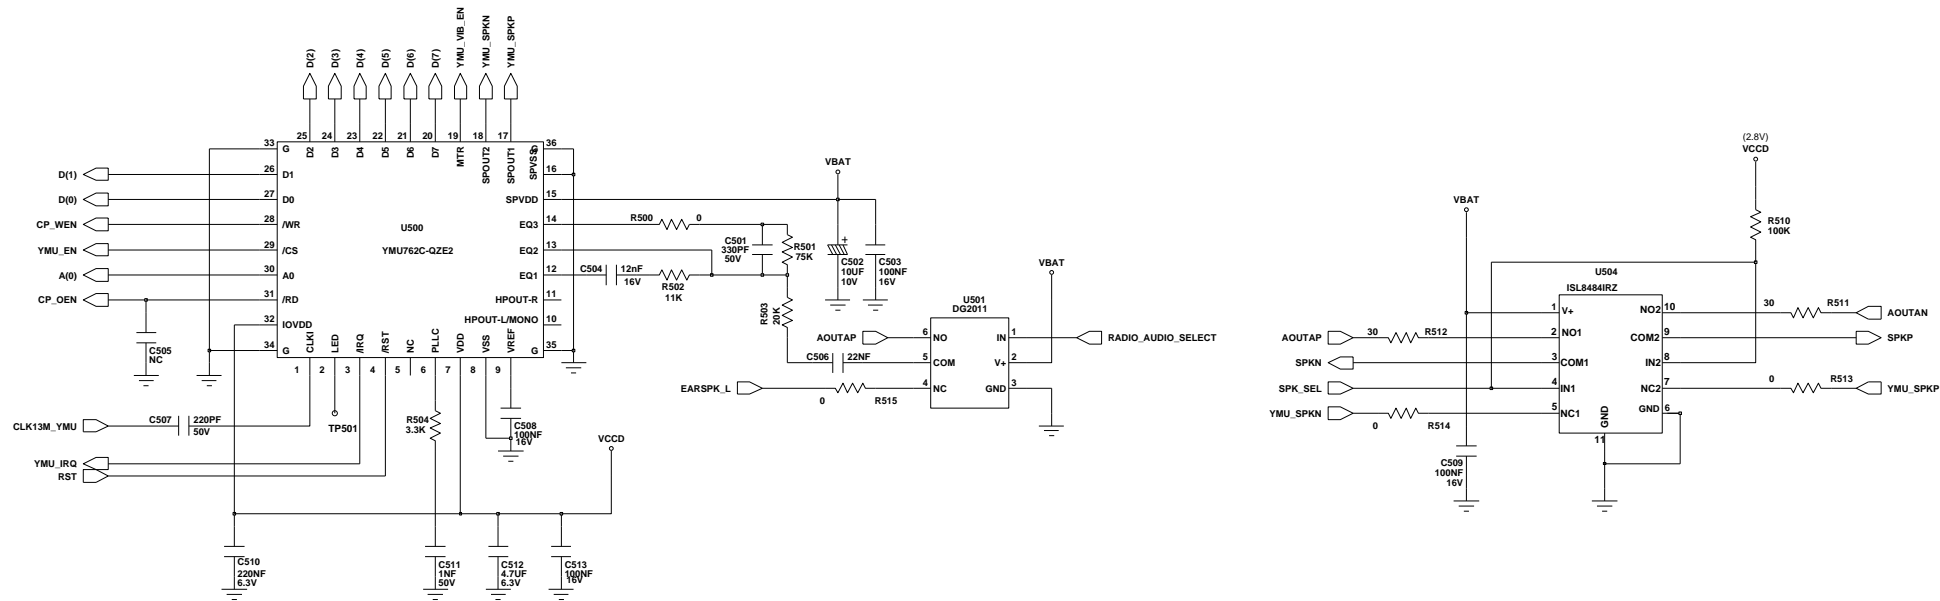 D(2)
D(3)
D(4)
D(5)
D(6)
D(7)
YMU_VIB_EN
YMU_SPKN
YMU_SPKP
25
24
23
22
21
20
19
18
17
D2
D3
D4
D5
D6
D7
MTR
SPOUT2
SPOUT1
SPVSS
33
G
G
36
D(1)
26
D1
16
D(0)
27
D0
SPVDD
15
CP_WEN
28
/WR
U500
YMU762C-QZE2
EQ3
14
YMU_EN
29
/CS
EQ2
13
A(0)
30
A0
EQ1
12
CP_OEN
31
/RD
HPOUT-R
11
32
IOVDD
HPOUT-L/MONO
10
34
G
G
35
CLKI
LED
/IRQ
/RST
NC
PLLC
VDD
VSS
VREF
1
2
3
4
5
6
7
8
9
C505
NC
CLK13M_YMU
C507
220PF
50V
TP501
YMU_IRQ
RST
R504
3.3K
C508
100NF
16V
VCCD
C510
220NF
6.3V
C511
1NF
50V
C512
4.7UF
6.3V
C513
100NF
16V
R500
0
C501
330PF
50V
R501
75K
C504
12nF
16V
R502
11K
R503
20K
VBAT
+
C502
10UF
10V
C503
100NF
16V
VBAT
U501
DG2011
AOUTAP
6
NO
IN
1
RADIO_AUDIO_SELECT
C506
22NF
5
COM
V+
2
EARSPK_L
0
R515
4
NC
GND
3
(2.8V)
VCCD
VBAT
R510
100K
U504
ISL8484IRZ
1
V+
NO2
10
30
R511
AOUTAN
AOUTAP
30
R512
2
NO1
COM2
9
SPKP
SPKN
3
COM1
IN2
8
SPK_SEL
4
IN1
NC2
7
0
R513
YMU_SPKP
YMU_SPKN
0
R514
5
NC1
GND
GND
6
11
C509
100NF
16V